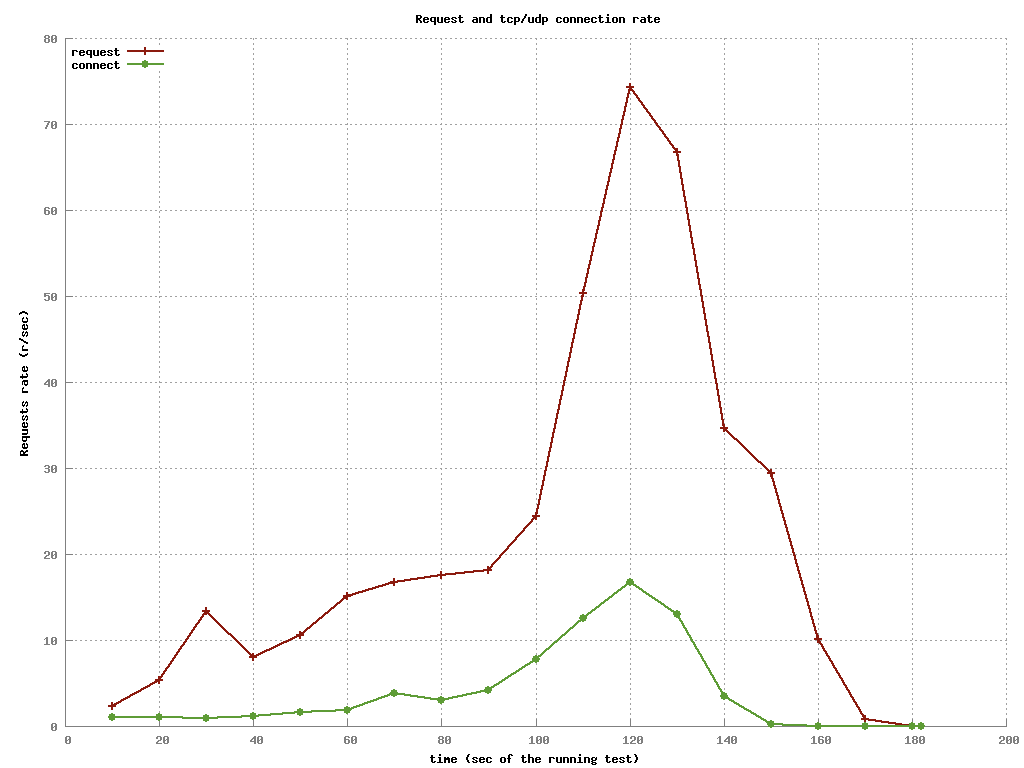 Request and tcp/udp connection rate
80
request
connect
70
60
50
40
30
20
10
0
Requests rate (r/sec)
0 20 40 60 80 100 120 140 160 180 200
time (sec of the running test)